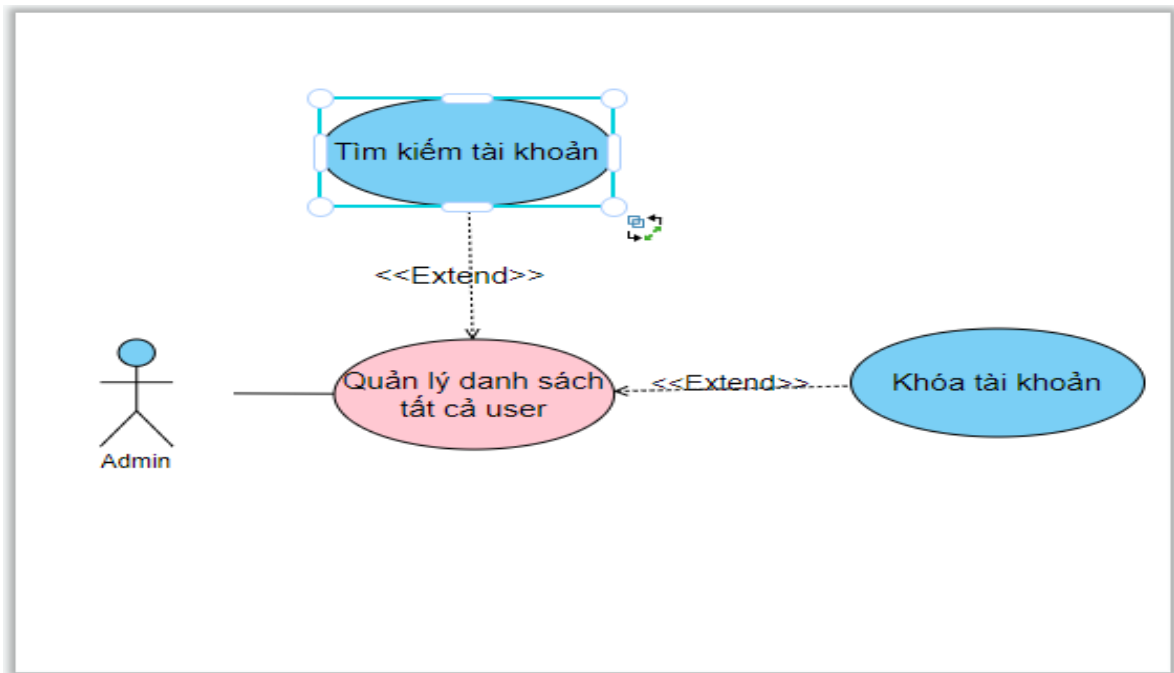 Tìm kiếm tài khoản
<<Extend>>
Quản lý danh sách
tất cả user
<<Extend>>
Khóa tài khoản
Admin